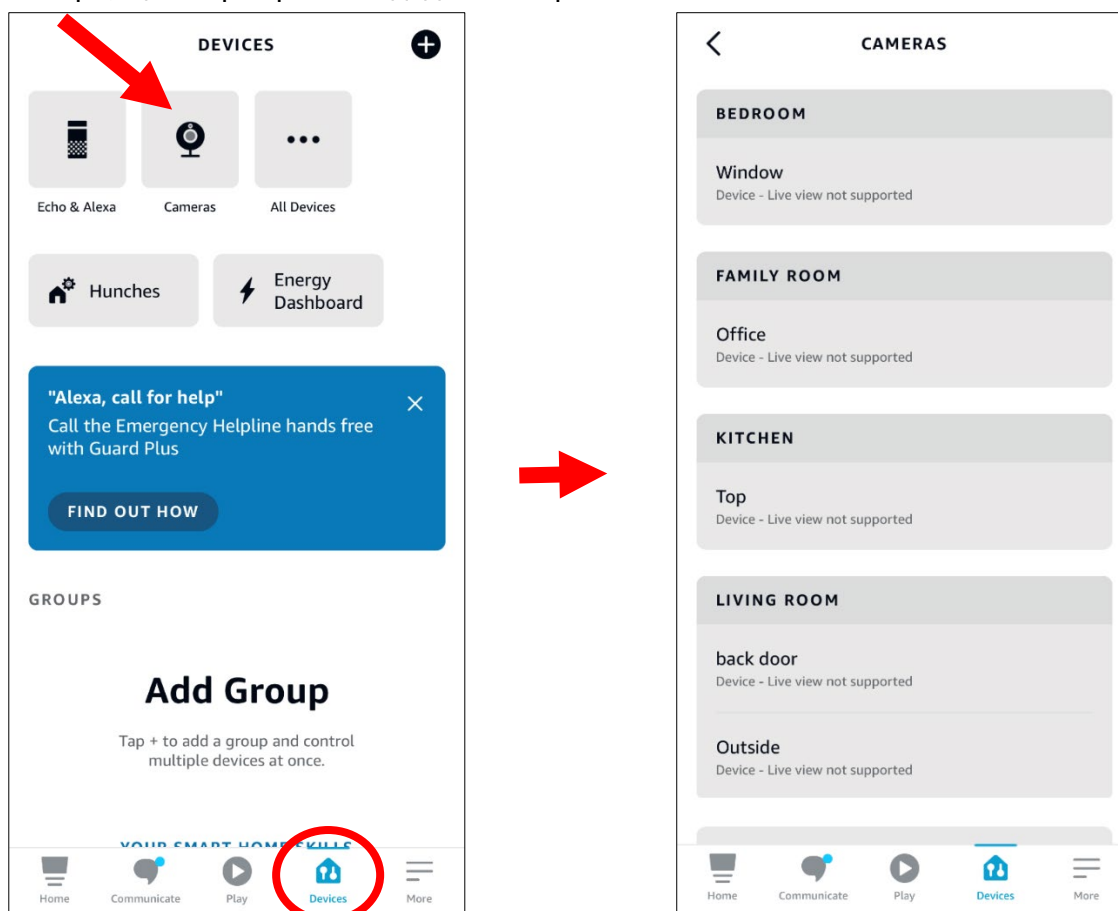 DEVICES
Echo & Alexa
Cameras
All Devices
Hunches
Energy
Dashboard
"Alexa, call for help"
Call the Emergency Helpline hands free
with Guard Plus
FIND OUT HOW
GROUPS
Add Group
Tap + to add a group and control
multiple devices at once.
YOUR SMART HOME SKILLS
Home
Communicate
Play
Devices
More
CAMERAS
BEDROOM
Window
Device - Live view not supported
FAMILY ROOM
Office
Device - Live view not supported
KITCHEN
Top
Device - Live view not supported
LIVING ROOM
back door
Device - Live view not supported
Outside
Device - Live view not supported
Home
Communicate
Play
Devices
More